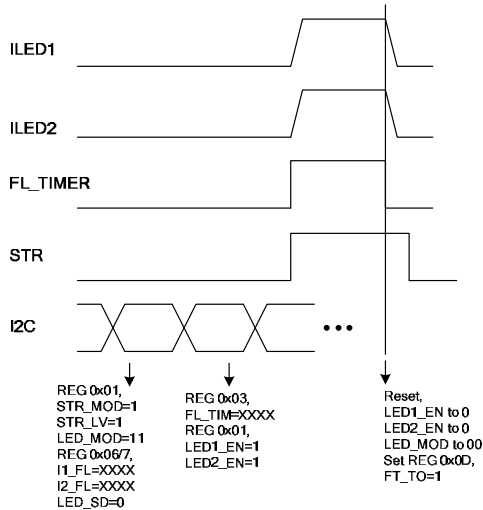 ILED1
ILED2
FL_TIMER
STR
I2C
REG 0x01,
STR_MOD=1
STR_LV=1
LED_MOD=11
REG 0x06/7,
I1_FL=XXXX
I2_FL=XXXX
LED_SD=0
REG 0x03,
FL_TIM=XXXX
REG 0x01,
LED1_EN=1
LED2_EN=1
Reset,
LED1_EN to 0
LED2_EN to 0
LED_MOD to 00
Set REG 0x0D,
FT_TO=1